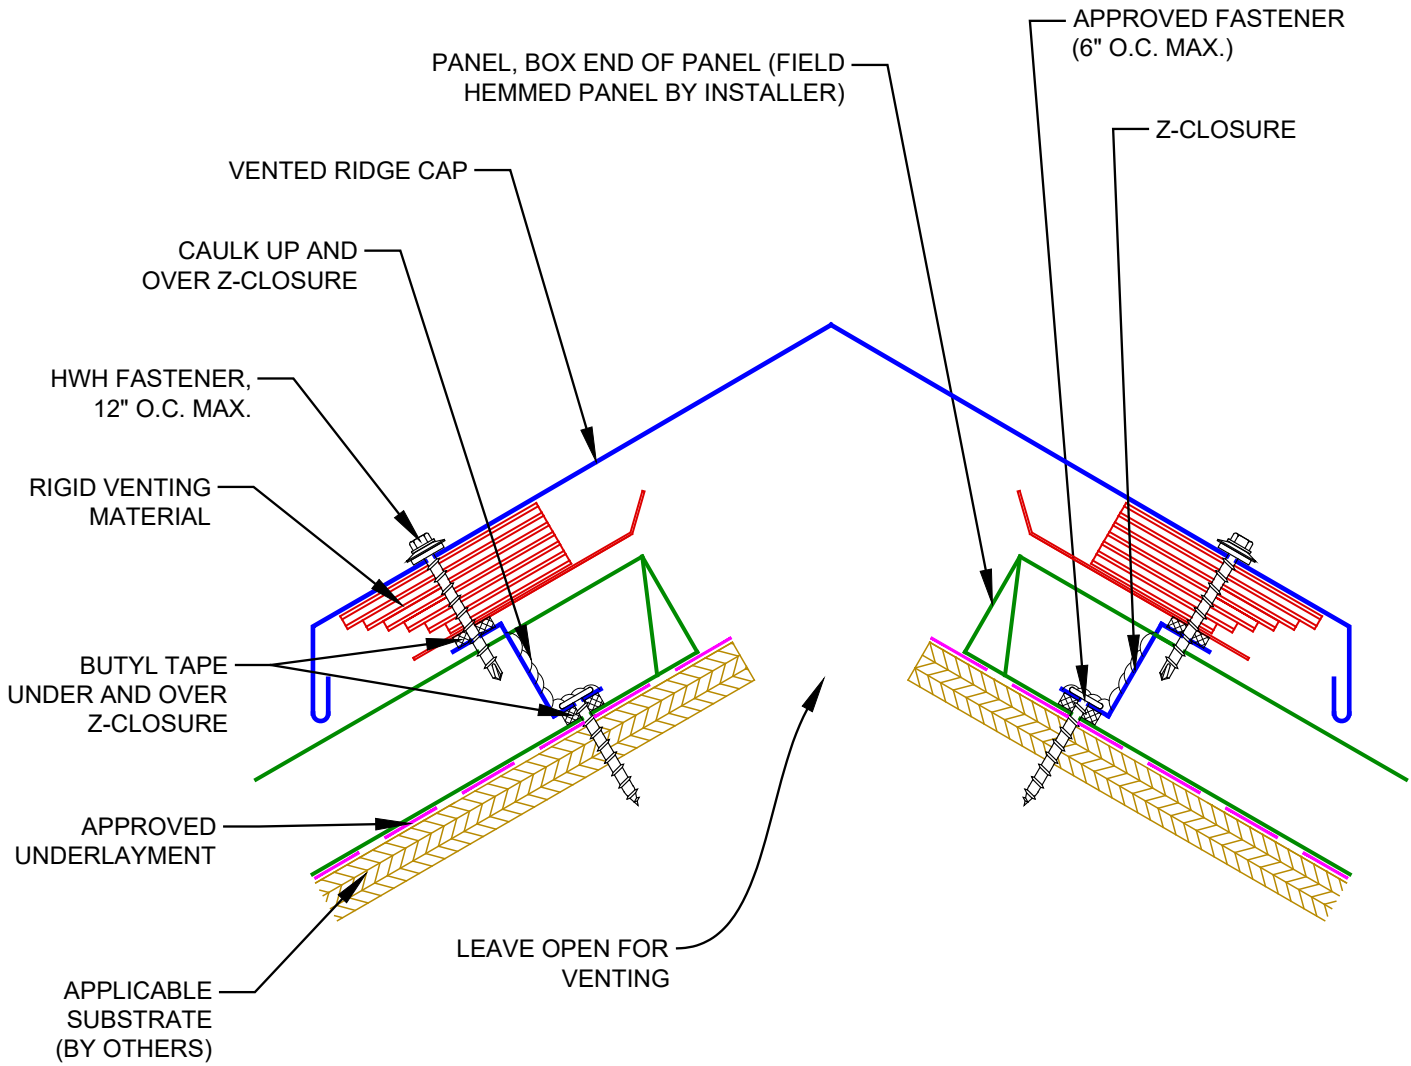 APPROVED FASTENER
(6" O.C. MAX.)
PANEL, BOX END OF PANEL (FIELD
HEMMED PANEL BY INSTALLER)
Z-CLOSURE
VENTED RIDGE CAP
CAULK UP AND
OVER Z-CLOSURE
HWH FASTENER,
12" O.C. MAX.
RIGID VENTING
MATERIAL
BUTYL TAPE
UNDER AND OVER
Z-CLOSURE
APPROVED
UNDERLAYMENT
LEAVE OPEN FOR
VENTING
APPLICABLE
SUBSTRATE
(BY OTHERS)